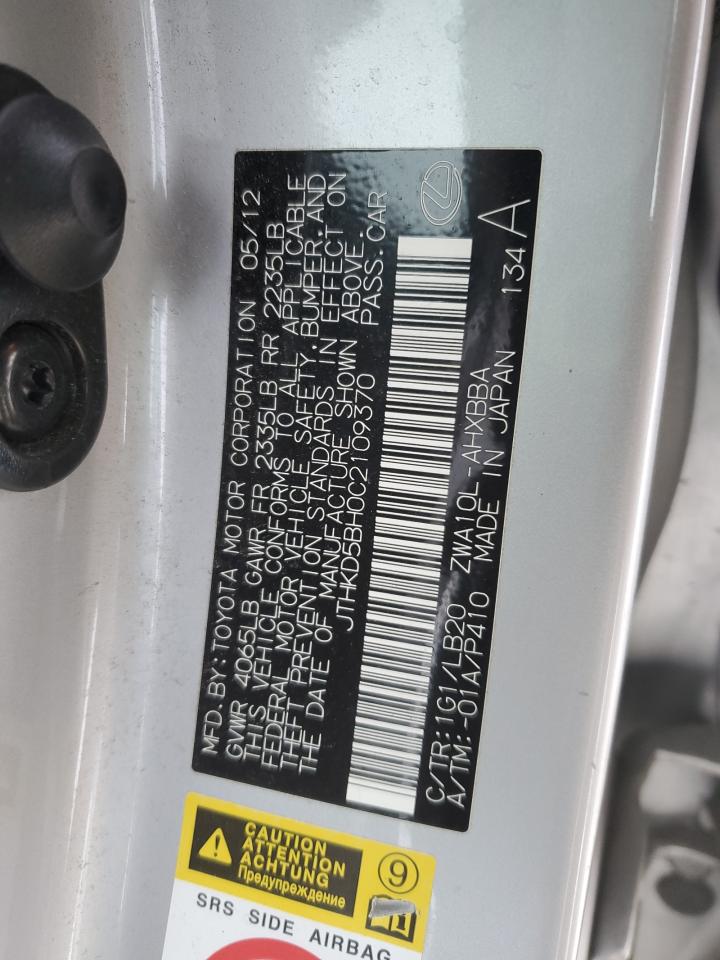 MFD.BY:TOYOTA MOTOR CORPORATION 05/12
GVWR 4065LB GAWR FR 2335LB RR 2235LB
THIS VEHICLE CONFORMS TO ALL APPLICABLE
FEDERAL MOTOR VEHICLE SAFETY,BUMPER,AND
THEFT PREVENTION STANDARDS IN EFFECT ON
THE DATE OF MANUFACTURE SHOWN ABOVE.
JTHKD5BH0C2109370 PASS.CAR
C/TR:1G1/LB20 ZWA10L-AHXBBA 134 A
A/TM:-01A/P410 MADE IN JAPAN
CAUTION
ATTENTION
ACHTUNG
Предупреждение
9
SRS SIDE AIRBAG